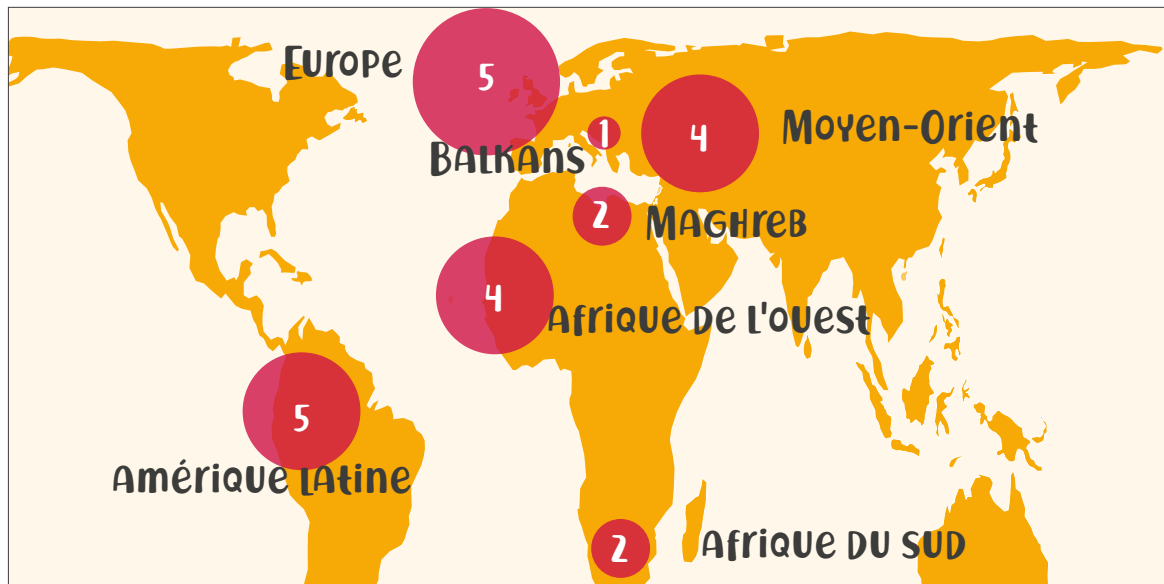 Europe
5
1
4
Moyen-Orient
Balkans
2
Maghreb
4
Afrique de l'ouest
5
Amérique latine
2
Afrique du sud